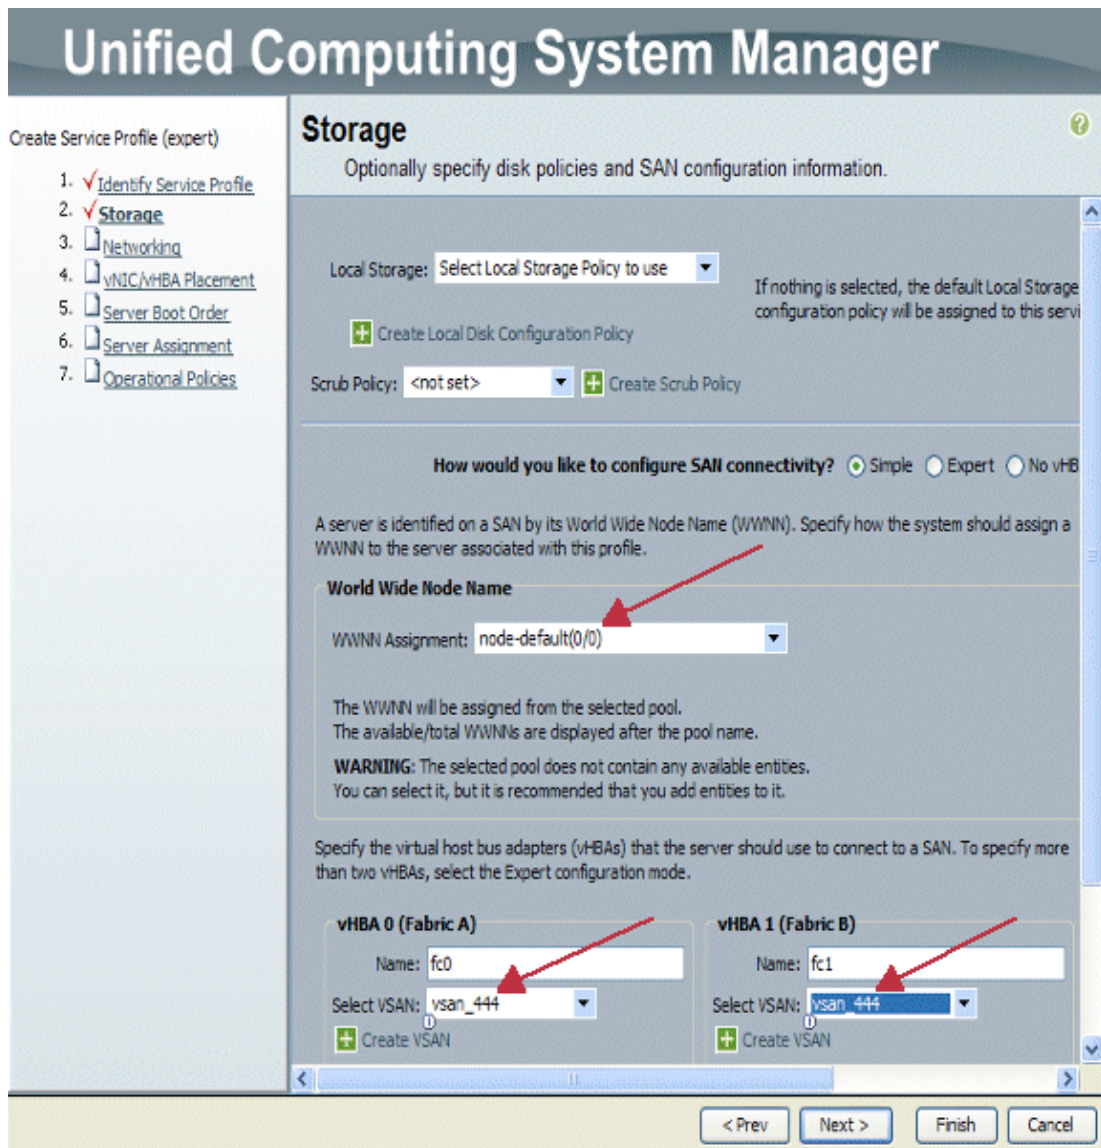 Unified Computing System Manager
Create Service Profile (expert)
1. Identify Service Profile
2. Storage
3. Networking
4. vNIC/vHBA Placement
5. Server Boot Order
6. Server Assignment
7. Operational Policies
Storage
Optionally specify disk policies and SAN configuration information.
Local Storage: Select Local Storage Policy to use
If nothing is selected, the default Local Storage
configuration policy will be assigned to this servi
Create Local Disk Configuration Policy
Scrub Policy: <not set> Create Scrub Policy
How would you like to configure SAN connectivity? Simple Expert No vHB
A server is identified on a SAN by its World Wide Node Name (WWNN). Specify how the system should assign a
WWNN to the server associated with this profile.
World Wide Node Name
WWNN Assignment: node-default(0/0)
The WWNN will be assigned from the selected pool.
The available/total WWNNs are displayed after the pool name.
WARNING: The selected pool does not contain any available entities.
You can select it, but it is recommended that you add entities to it.
Specify the virtual host bus adapters (vHBAs) that the server should use to connect to a SAN. To specify more
than two vHBAs, select the Expert configuration mode.
vHBA 0 (Fabric A)
Name: fc0
Select VSAN: vsan_444
Create VSAN
vHBA 1 (Fabric B)
Name: fc1
Select VSAN: vsan_444
Create VSAN
< Prev Next > Finish Cancel